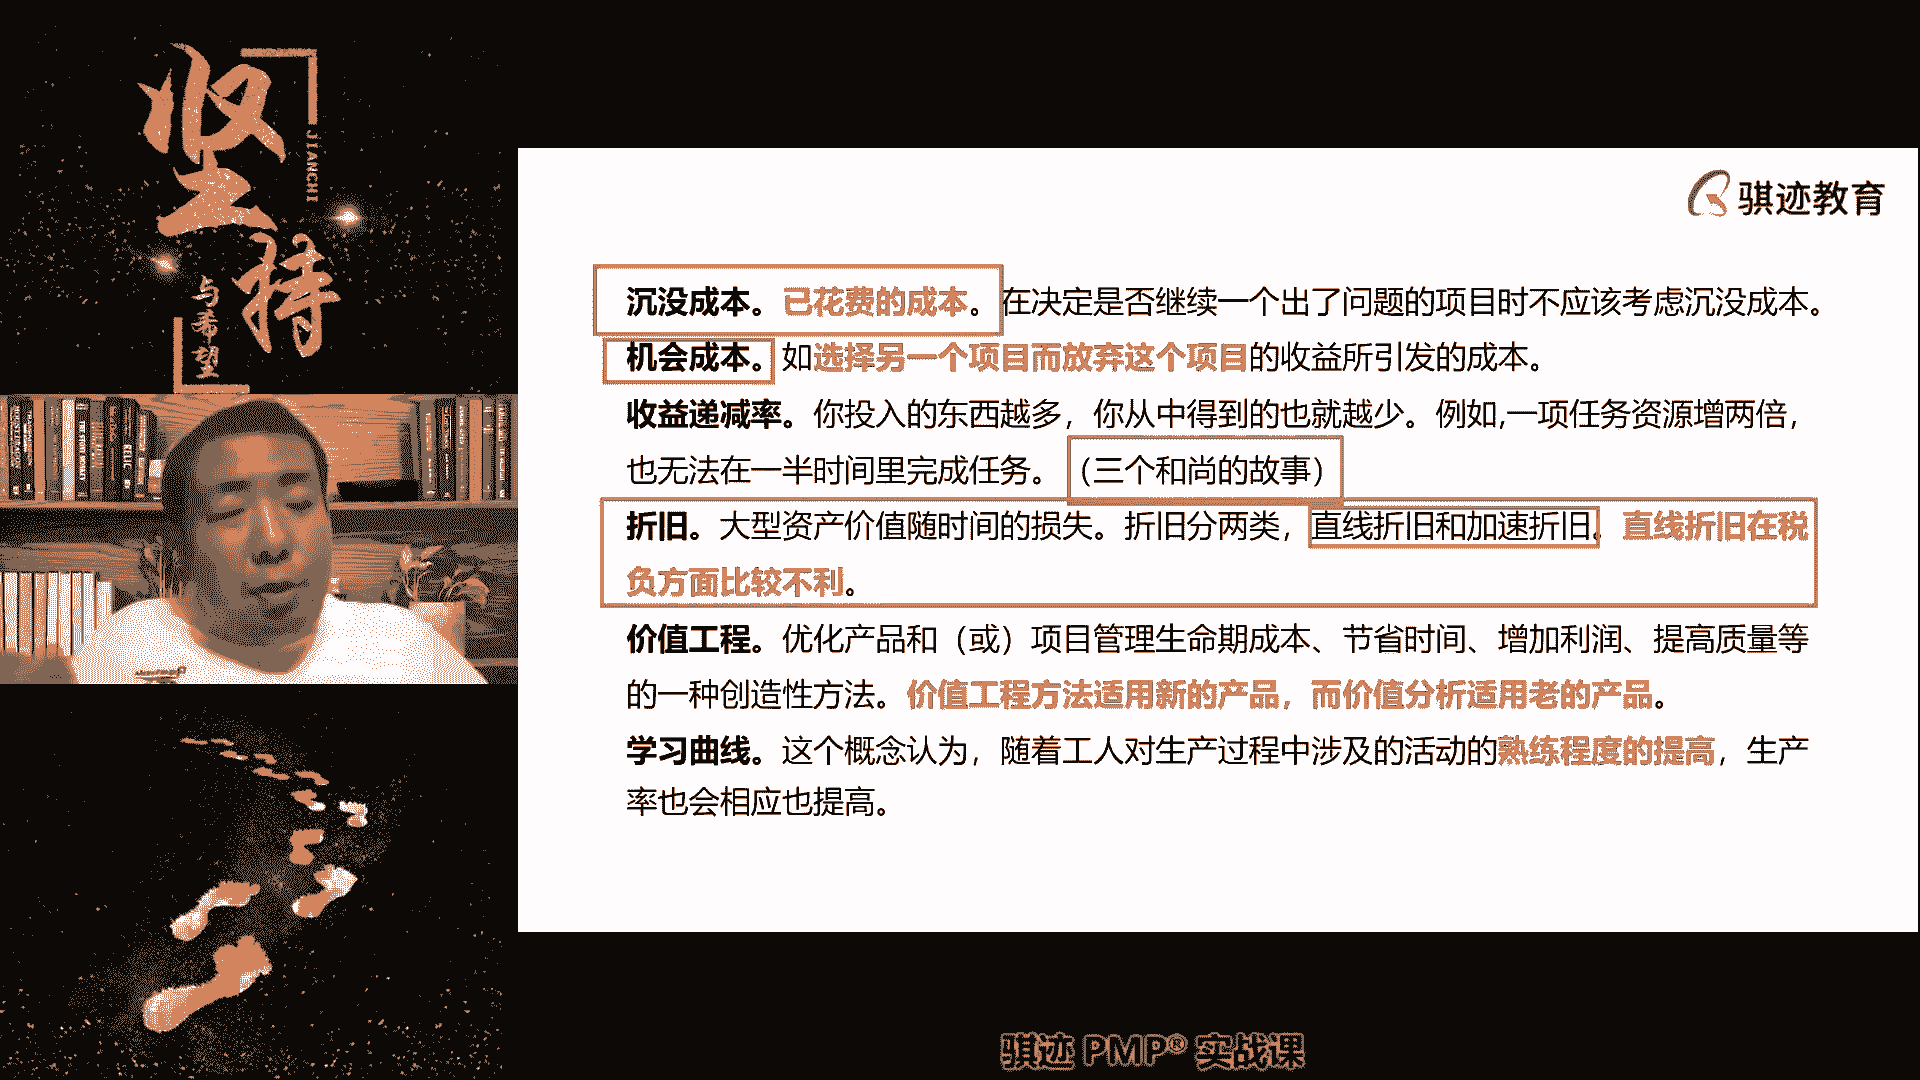 坚持
JIANCHI
与希望
骐迹教育
沉没成本。已花费的成本。在决定是否继续一个出了问题的项目时不应该考虑沉没成本。
机会成本。如选择另一个项目而放弃这个项目的收益所引发的成本。
收益递减率。你投入的东西越多，你从中得到的也就越少。例如,一项任务资源增两倍，
也无法在一半时间里完成任务。（三个和尚的故事）
折旧。大型资产价值随时间的损失。折旧分两类，直线折旧和加速折旧。直线折旧在税
负方面比较不利。
价值工程。优化产品和（或）项目管理生命期成本、节省时间、增加利润、提高质量等
的一种创造性方法。价值工程方法适用新的产品，而价值分析适用老的产品。
学习曲线。这个概念认为，随着工人对生产过程中涉及的活动的熟练程度的提高，生产
率也会相应也提高。
骐迹 PMP® 实战课